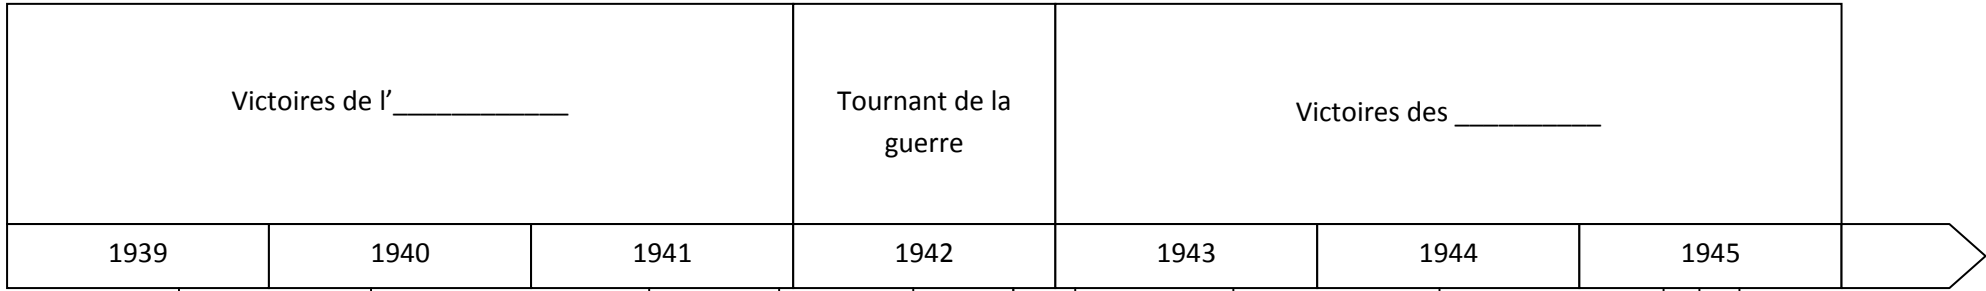 Victoires de l’____________
Tournant de la
guerre
Victoires des __________
1939 1940 1941 1942 1943 1944 1945